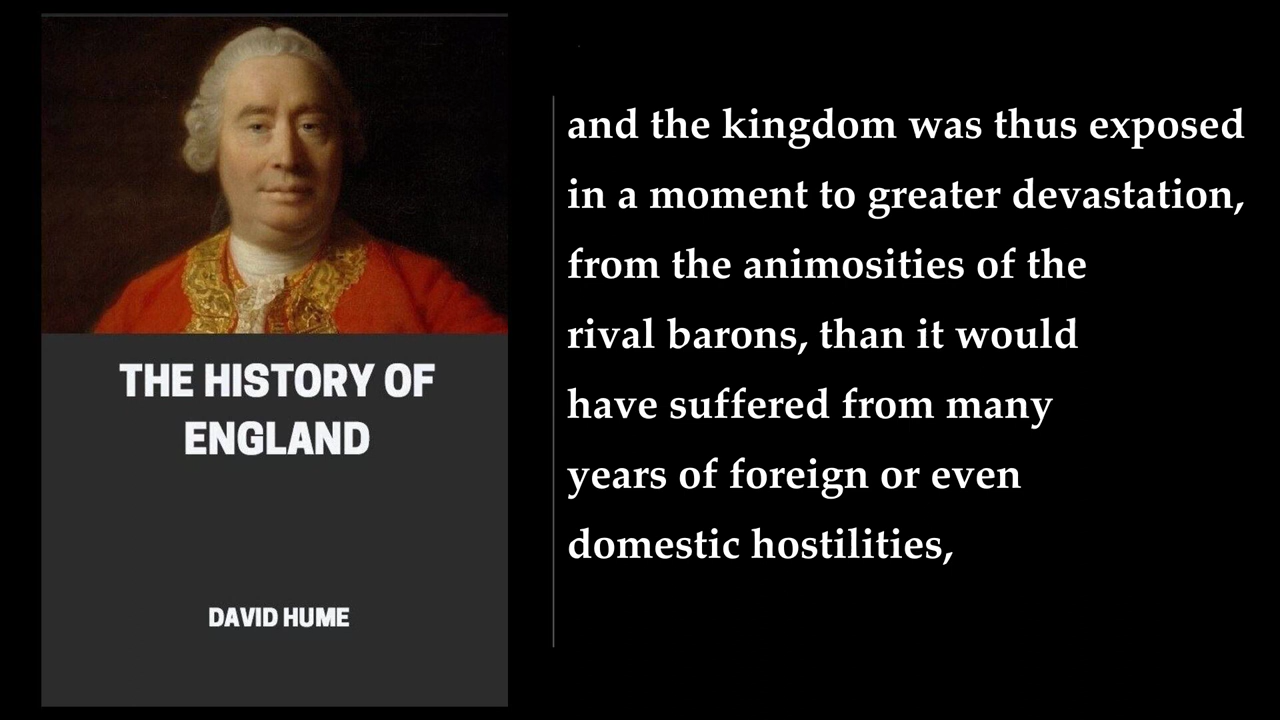 THE HISTORY OF
ENGLAND
DAVID HUME
and the kingdom was thus exposed
in a moment to greater devastation,
from the animosities of the
rival barons, than it would
have suffered from many
years of foreign or even
domestic hostilities,